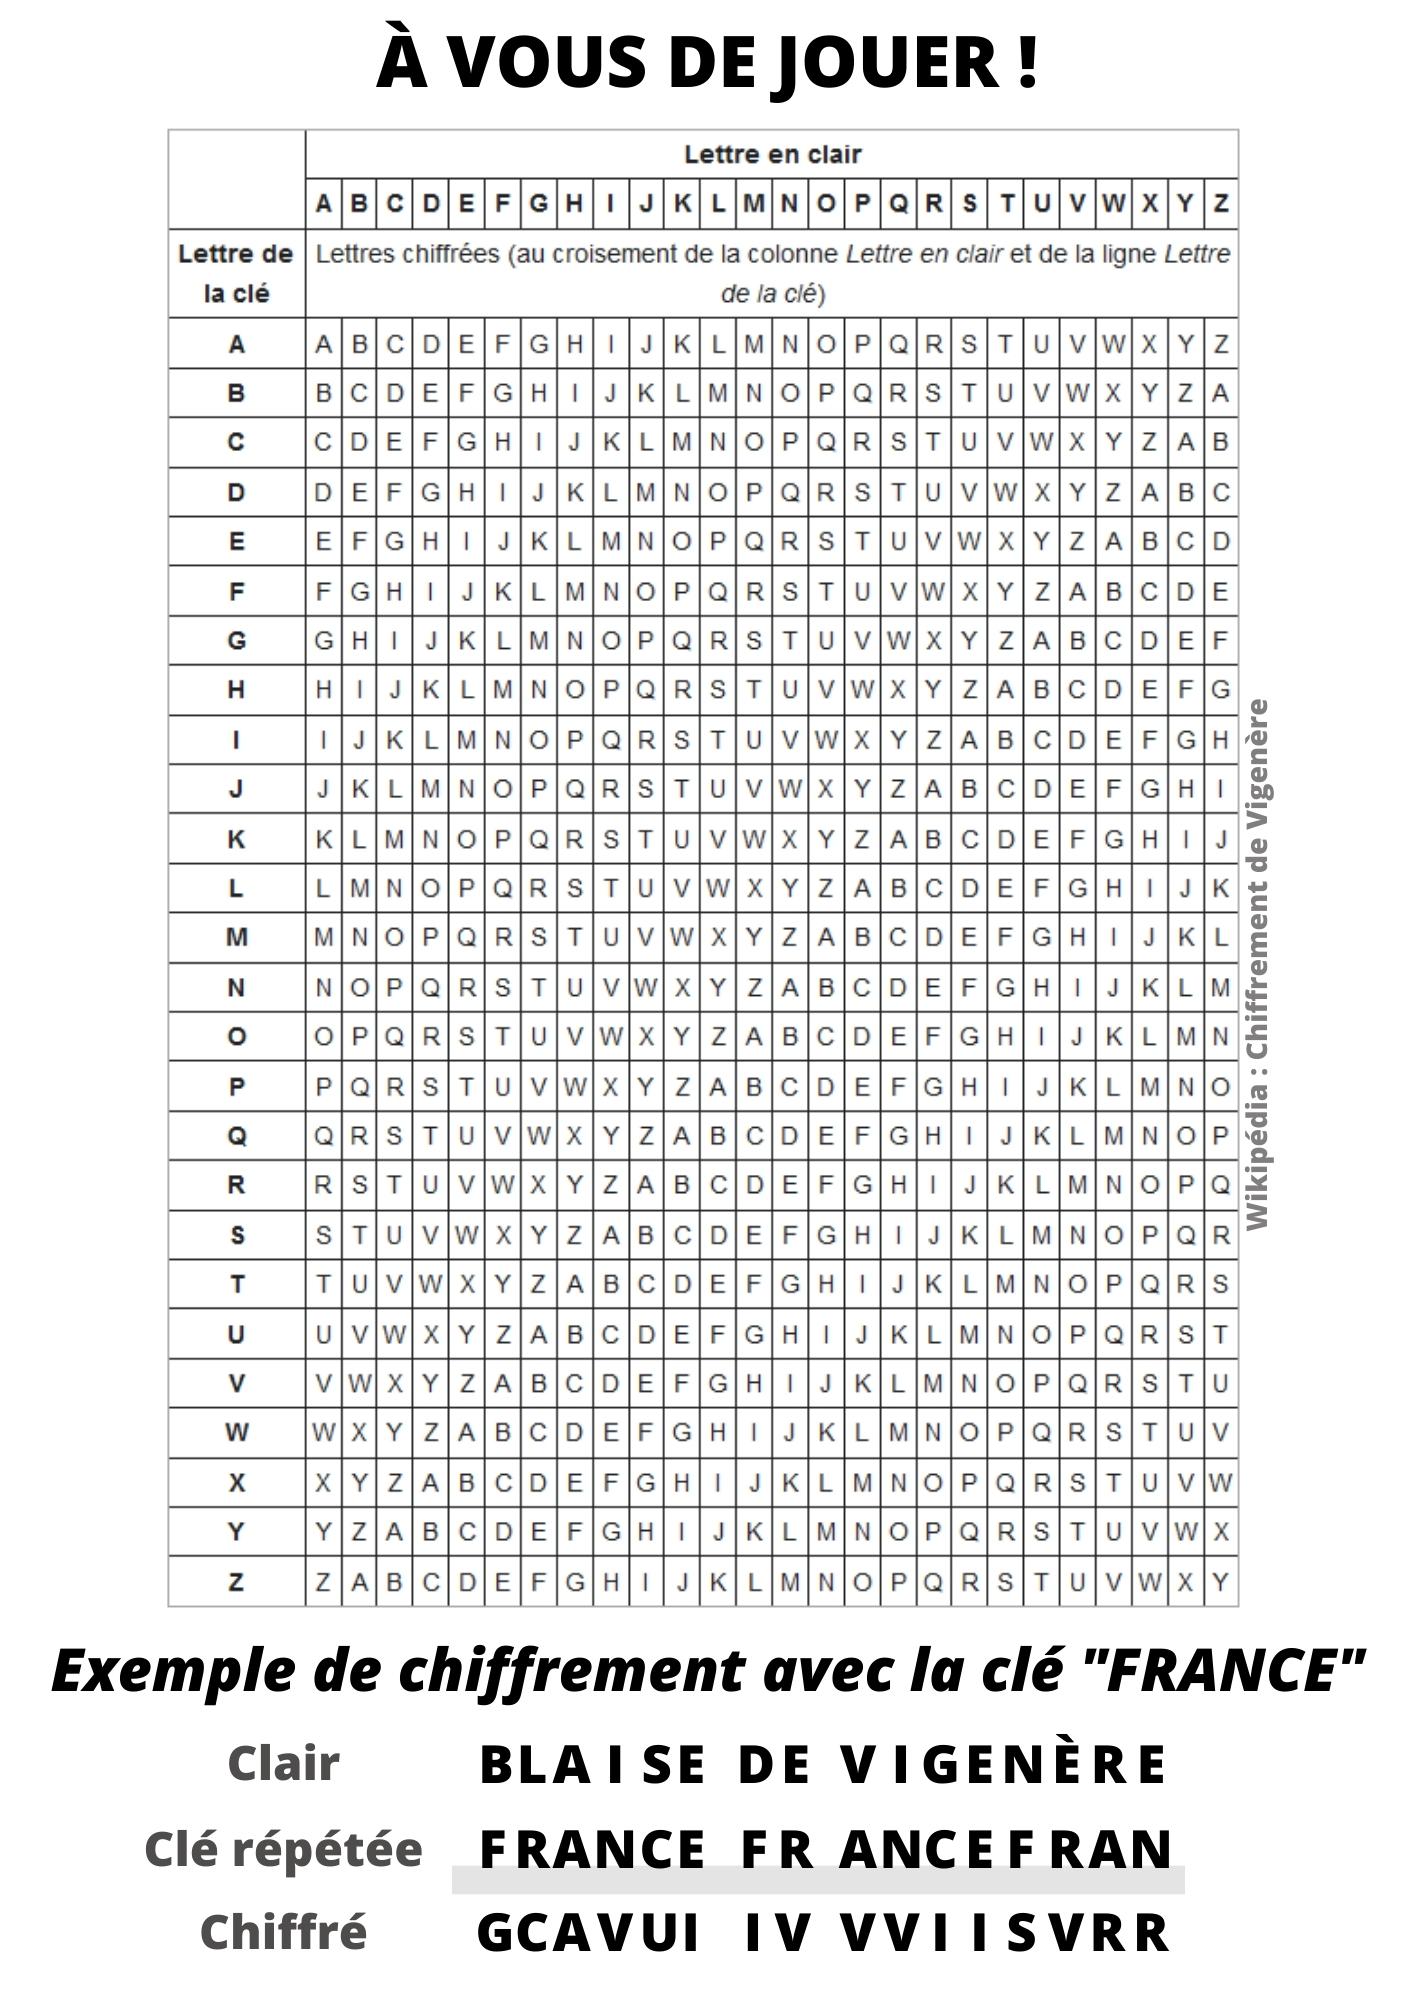 À VOUS DE JOUER !
Lettre en clair
A B C D E F G H I J K L M N O P Q R S T U V W X Y Z
Lettre de la clé
Lettres chiffrées (au croisement de la colonne Lettre en clair et de la ligne Lettre
de la clé)
A A B C D E F G H I J K L M N O P Q R S T U V W X Y Z
B B C D E F G H I J K L M N O P Q R S T U V W X Y Z A
C C D E F G H I J K L M N O P Q R S T U V W X Y Z A B
D D E F G H I J K L M N O P Q R S T U V W X Y Z A B C
E E F G H I J K L M N O P Q R S T U V W X Y Z A B C D
F F G H I J K L M N O P Q R S T U V W X Y Z A B C D E
G G H I J K L M N O P Q R S T U V W X Y Z A B C D E F
H H I J K L M N O P Q R S T U V W X Y Z A B C D E F G
I I J K L M N O P Q R S T U V W X Y Z A B C D E F G H
J J K L M N O P Q R S T U V W X Y Z A B C D E F G H I
K K L M N O P Q R S T U V W X Y Z A B C D E F G H I J
L L M N O P Q R S T U V W X Y Z A B C D E F G H I J K
M M N O P Q R S T U V W X Y Z A B C D E F G H I J K L
N N O P Q R S T U V W X Y Z A B C D E F G H I J K L M
O O P Q R S T U V W X Y Z A B C D E F G H I J K L M N
P P Q R S T U V W X Y Z A B C D E F G H I J K L M N O
Q Q R S T U V W X Y Z A B C D E F G H I J K L M N O P
R R S T U V W X Y Z A B C D E F G H I J K L M N O P Q
S S T U V W X Y Z A B C D E F G H I J K L M N O P Q R
T T U V W X Y Z A B C D E F G H I J K L M N O P Q R S
U U V W X Y Z A B C D E F G H I J K L M N O P Q R S T
V V W X Y Z A B C D E F G H I J K L M N O P Q R S T U
W W X Y Z A B C D E F G H I J K L M N O P Q R S T U V
X X Y Z A B C D E F G H I J K L M N O P Q R S T U V W
Y Y Z A B C D E F G H I J K L M N O P Q R S T U V W X
Z Z A B C D E F G H I J K L M N O P Q R S T U V W X Y
Wikipédia : Chiffrement de Vigenère
Exemple de chiffrement avec la clé "FRANCE"
Clair BLAISE DE VIGENÈRE
Clé répétée FRANCE FR ANCEFRAN
Chiffré GCAVUI IV VVIISVRR